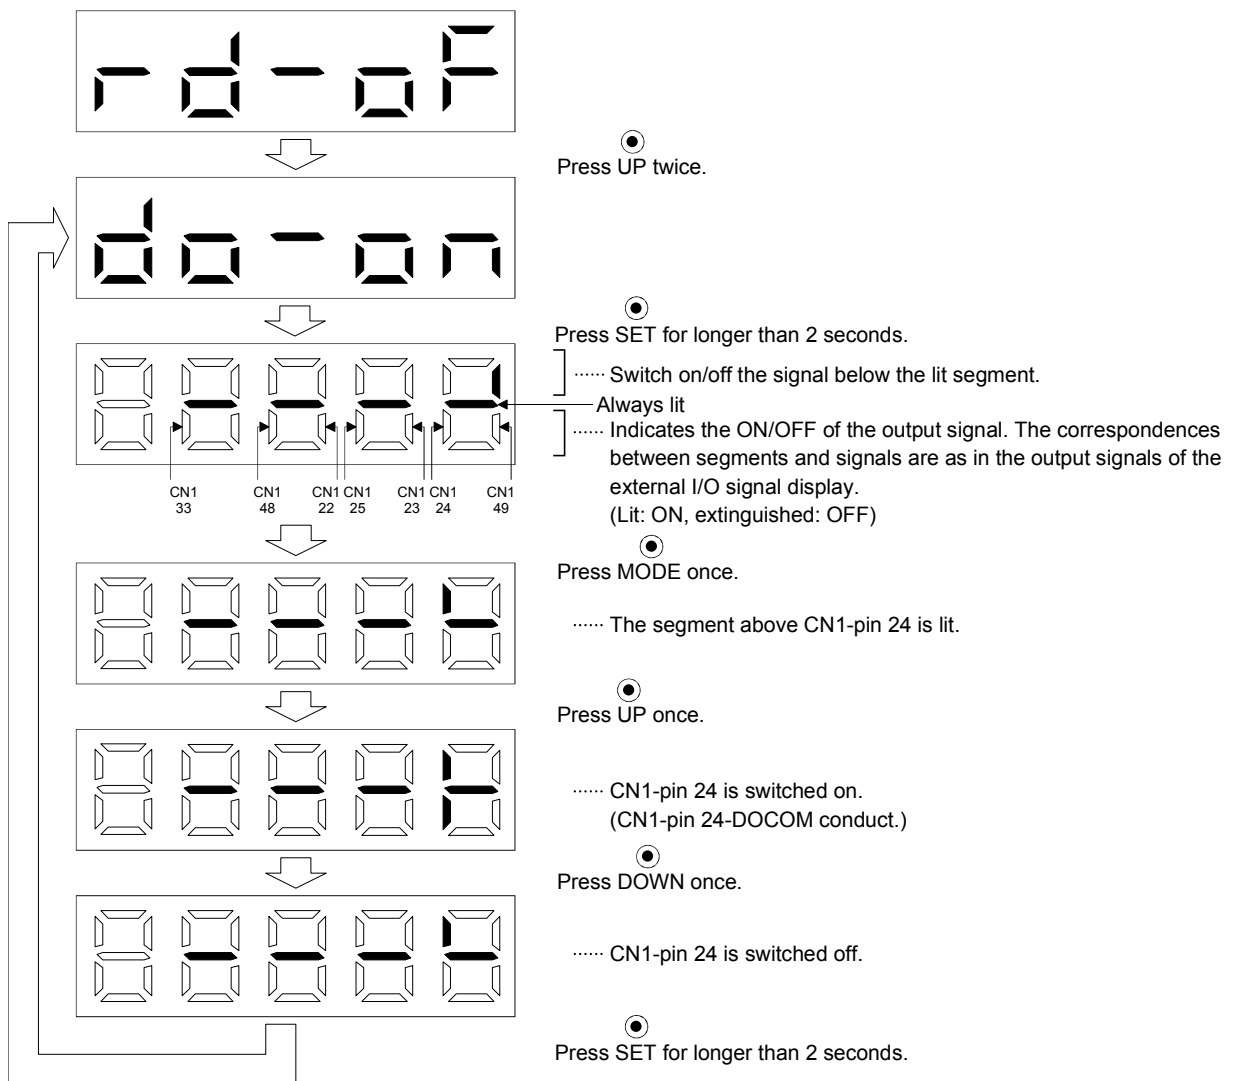 rd-oF
Press UP twice.
do-on
Press SET for longer than 2 seconds.
······ Switch on/off the signal below the lit segment.
Always lit
······ Indicates the ON/OFF of the output signal. The correspondences
between segments and signals are as in the output signals of the
external I/O signal display.
(Lit: ON, extinguished: OFF)
CN1 CN1 CN1 CN1 CN1 CN1 CN1
33 48 22 25 23 24 49
Press MODE once.
······ The segment above CN1-pin 24 is lit.
Press UP once.
······ CN1-pin 24 is switched on.
(CN1-pin 24-DOCOM conduct.)
Press DOWN once.
······ CN1-pin 24 is switched off.
Press SET for longer than 2 seconds.